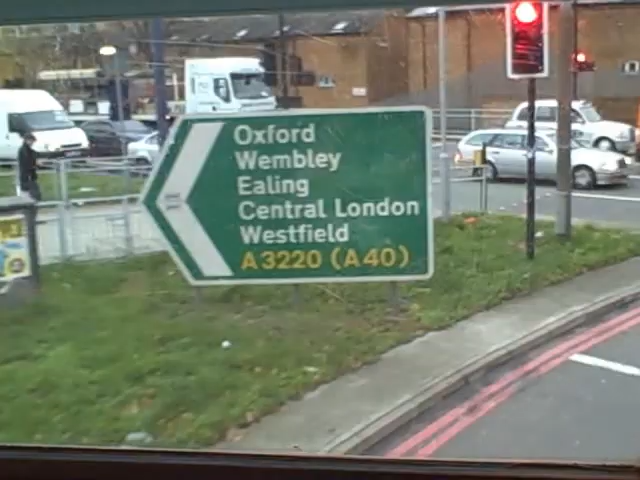 Oxford
Wembley
Ealing
Central London
Westfield
A3220 (A40)